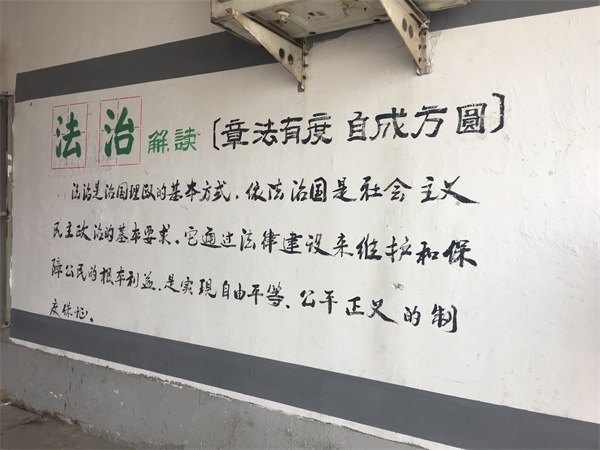 法治解读〔章法有度 自成方圆〕
法治是治国理政的基本方式，依法治国是社会主义
民主政治的基本要求。它通过法律建设来维护和保
障公民的根本利益，是实现自由平等、公平正义的制
度保证。